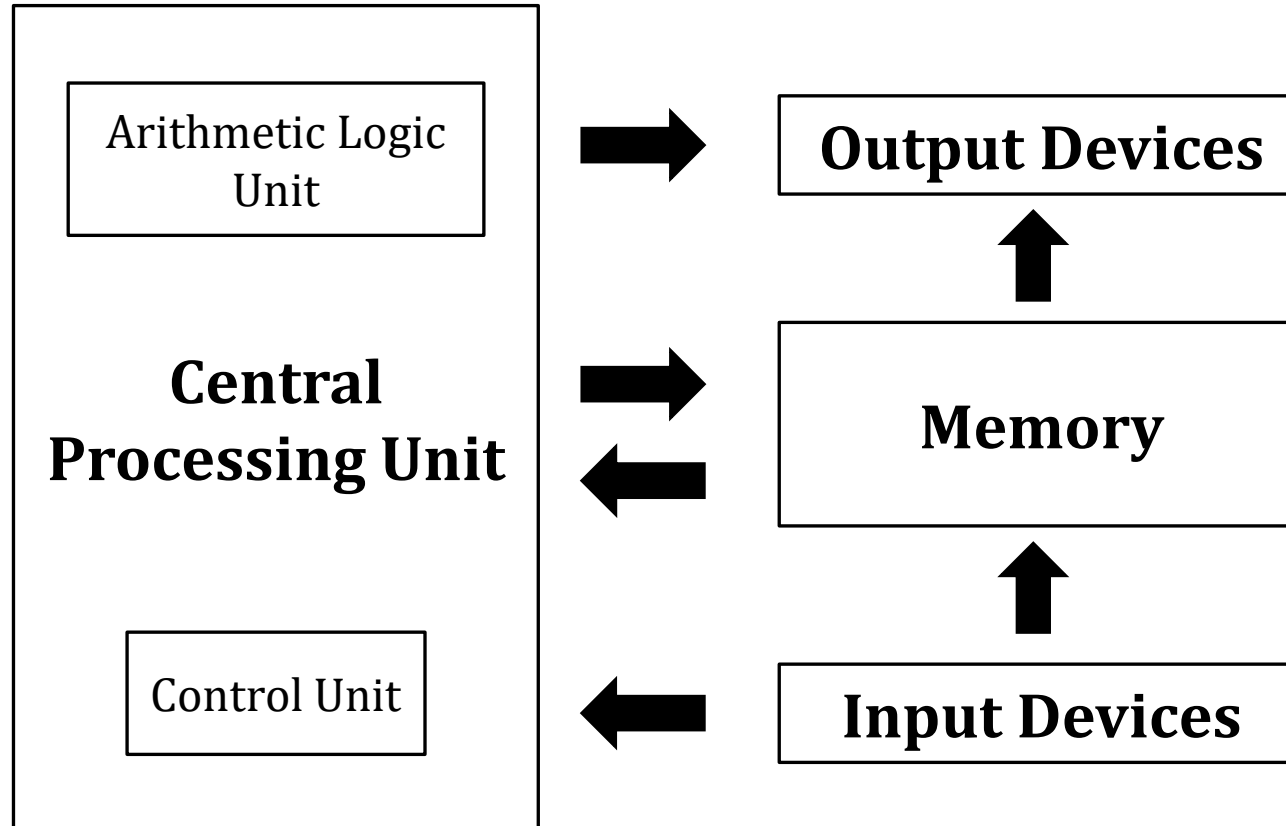 Arithmetic Logic
Unit
Central
Processing Unit
Control Unit
Output Devices
Memory
Input Devices